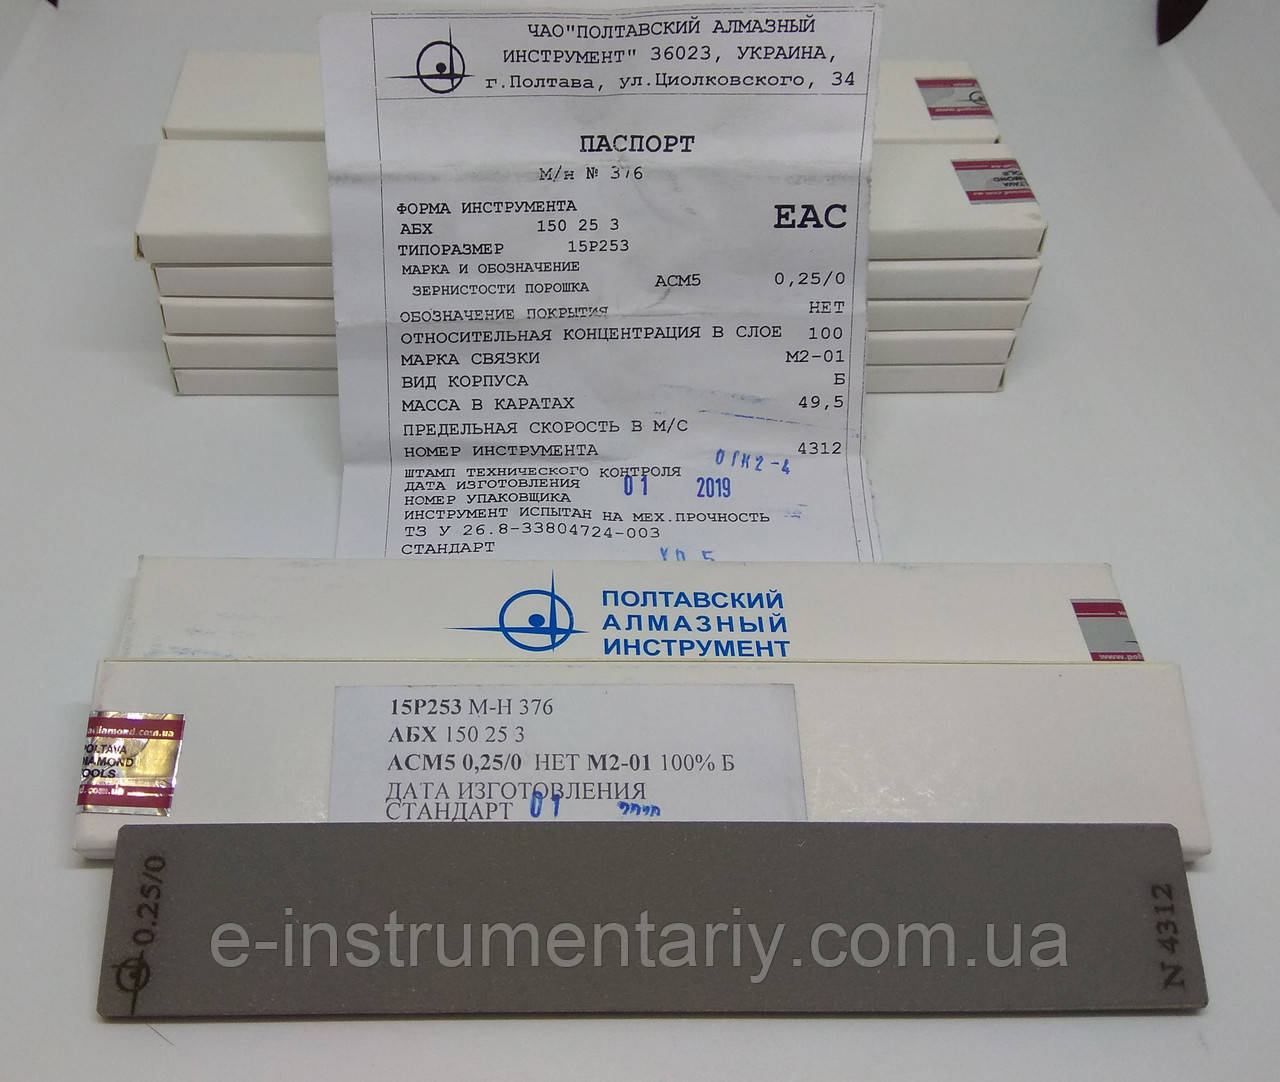 ЧАО"ПОЛТАВСКИЙ АЛМАЗНЫЙ
ИНСТРУМЕНТ" 36023, УКРАИНА,
г.Полтава, ул.Циолковского, 34
ПАСПОРТ
М/н № 376
ФОРМА ИНСТРУМЕНТА
EAC
АБХ 150 25 3
ТИПОРАЗМЕР 15Р253
МАРКА И ОБОЗНАЧЕНИЕ
ЗЕРНИСТОСТИ ПОРОШКА АСМ5 0,25/0
ОБОЗНАЧЕНИЕ ПОКРЫТИЯ НЕТ
ОТНОСИТЕЛЬНАЯ КОНЦЕНТРАЦИЯ В СЛОЕ 100
МАРКА СВЯЗКИ М2-01
ВИД КОРПУСА Б
МАССА В КАРАТАХ 49,5
ПРЕДЕЛЬНАЯ СКОРОСТЬ В М/С
НОМЕР ИНСТРУМЕНТА 4312
ШТАМП ТЕХНИЧЕСКОГО КОНТРОЛЯ
ДАТА ИЗГОТОВЛЕНИЯ 01 2019
НОМЕР УПАКОВЩИКА
ИНСТРУМЕНТ ИСПЫТАН НА МЕХ.ПРОЧНОСТЬ
ТЗ У 26.8-33804724-003
СТАНДАРТ
ПОЛТАВСКИЙ
АЛМАЗНЫЙ
ИНСТРУМЕНТ
15Р253 М-Н 376
АБХ 150 25 3
АСМ5 0,25/0 НЕТ М2-01 100% Б
ДАТА ИЗГОТОВЛЕНИЯ
СТАНДАРТ 01
POLTAVA
DIAMOND
TOOLS
0.25/0
N 4312
e-instrumentariy.com.ua